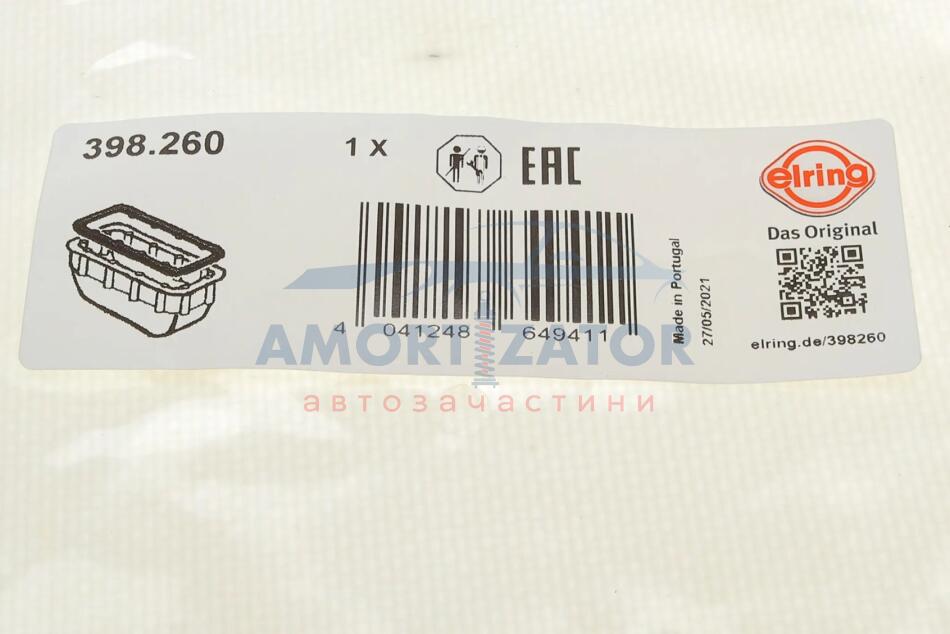 398.260
1 X
EAC
elring
Das Original
elring.de/398260
Made in Portugal
27/05/2021
4 041248 649411
AMORTIZATOR
автозачастини